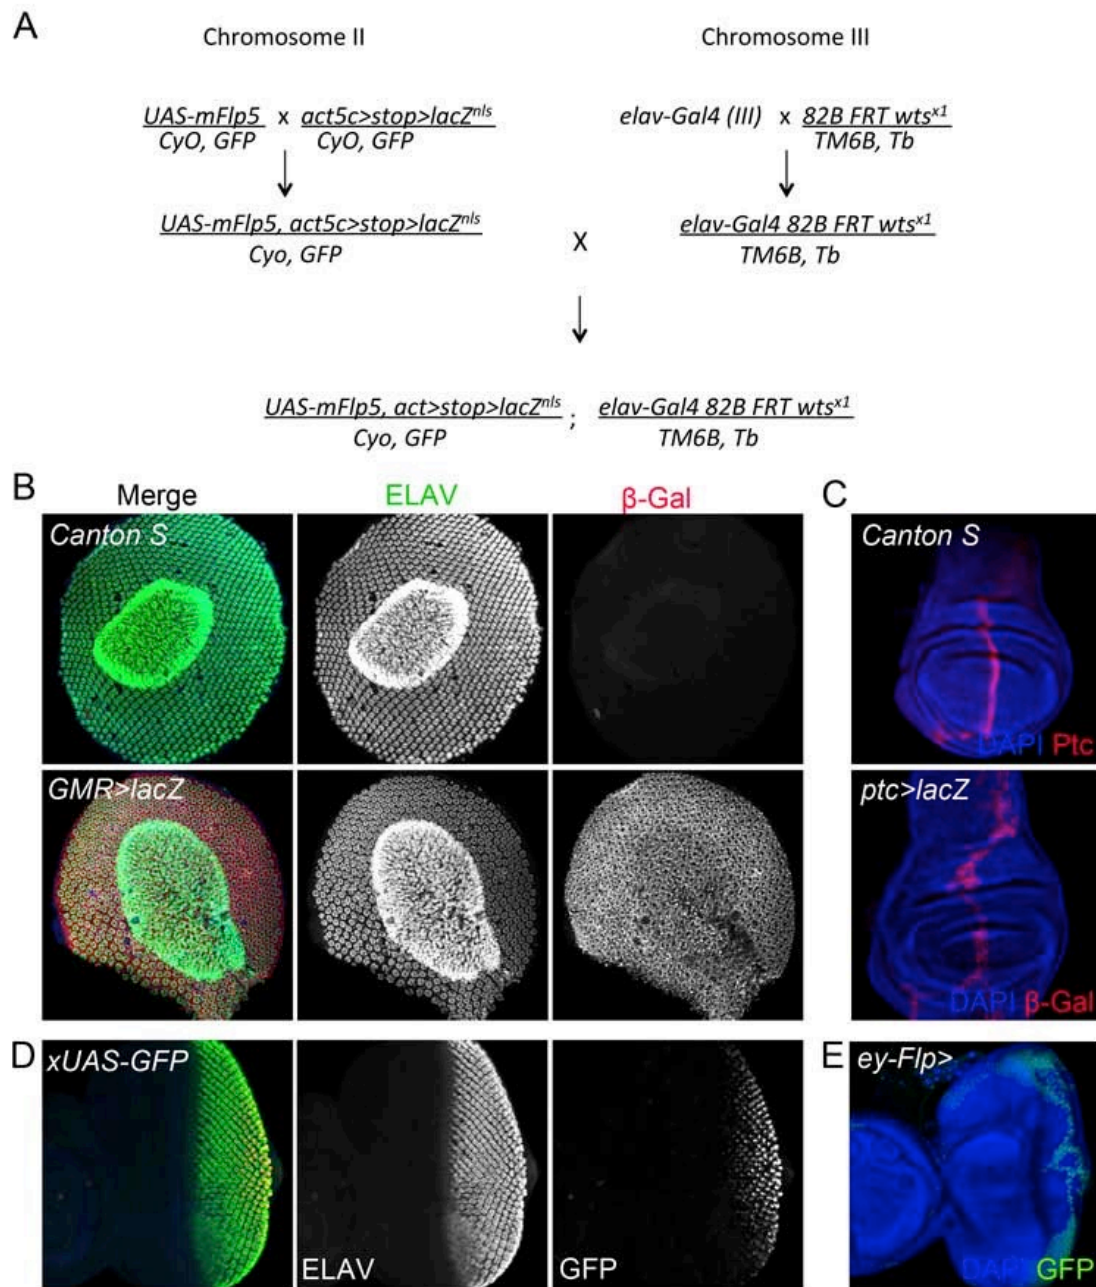 A
Chromosome II Chromosome III
UAS-mFlp5 x act5c>stop>lacZnls elav-Gal4 (III) x 82B FRT wtsx1
CyO, GFP CyO, GFP TM6B, Tb
UAS-mFlp5, act5c>stop>lacZnls X elav-Gal4 82B FRT wtsx1
Cyo, GFP TM6B, Tb
UAS-mFlp5, act>stop>lacZnls ; elav-Gal4 82B FRT wtsx1
Cyo, GFP TM6B, Tb
B Merge ELAV β-Gal C
Canton S Canton S
DAPI Ptc
GMR>lacZ ptc>lacZ
DAPI β-Gal
D xUAS-GFP E ey-Flp>
ELAV GFP DAPI GFP